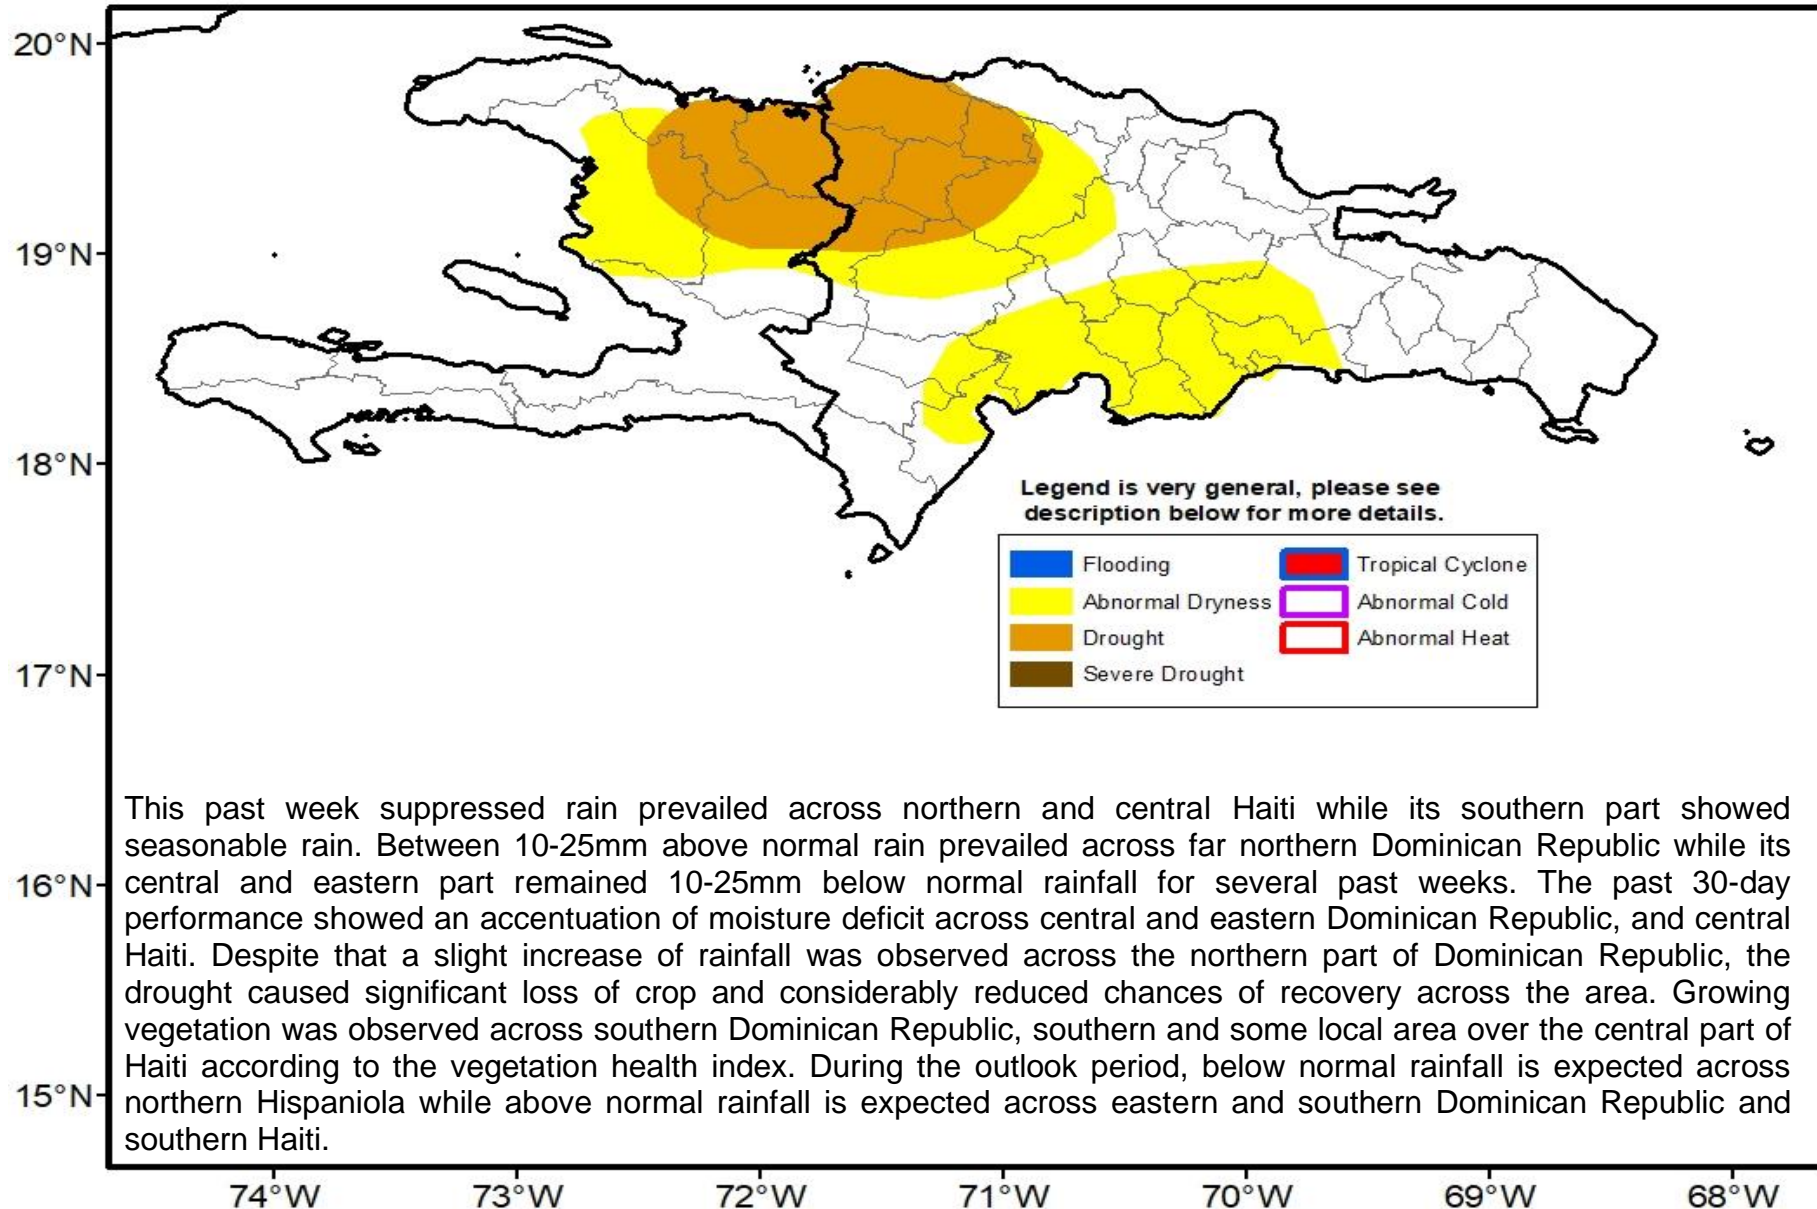 20°N
19°N
18°N
17°N
16°N
15°N
Legend is very general, please see
description below for more details.
Flooding
Tropical Cyclone
Abnormal Dryness
Abnormal Cold
Drought
Abnormal Heat
Severe Drought
This past week suppressed rain prevailed across northern and central Haiti while its southern part showed
seasonable rain. Between 10-25mm above normal rain prevailed across far northern Dominican Republic while its
central and eastern part remained 10-25mm below normal rainfall for several past weeks. The past 30-day
performance showed an accentuation of moisture deficit across central and eastern Dominican Republic, and central
Haiti. Despite that a slight increase of rainfall was observed across the northern part of Dominican Republic, the
drought caused significant loss of crop and considerably reduced chances of recovery across the area. Growing
vegetation was observed across southern Dominican Republic, southern and some local area over the central part of
Haiti according to the vegetation health index. During the outlook period, below normal rainfall is expected across
northern Hispaniola while above normal rainfall is expected across eastern and southern Dominican Republic and
southern Haiti.
74°W 73°W 72°W 71°W 70°W 69°W 68°W